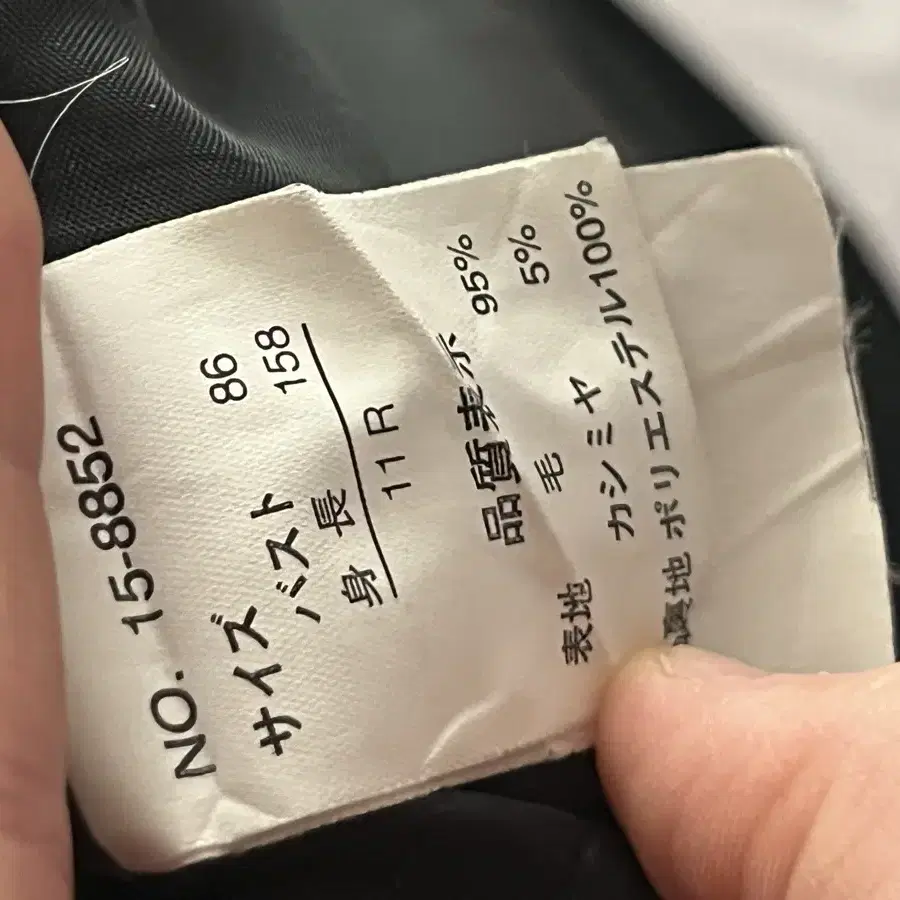 NO. 15-8852
サイズ
バスト 86
身長 158
11R
品質表示
表地 毛 95%
カシミヤ 5%
裏地 ポリエステル100%